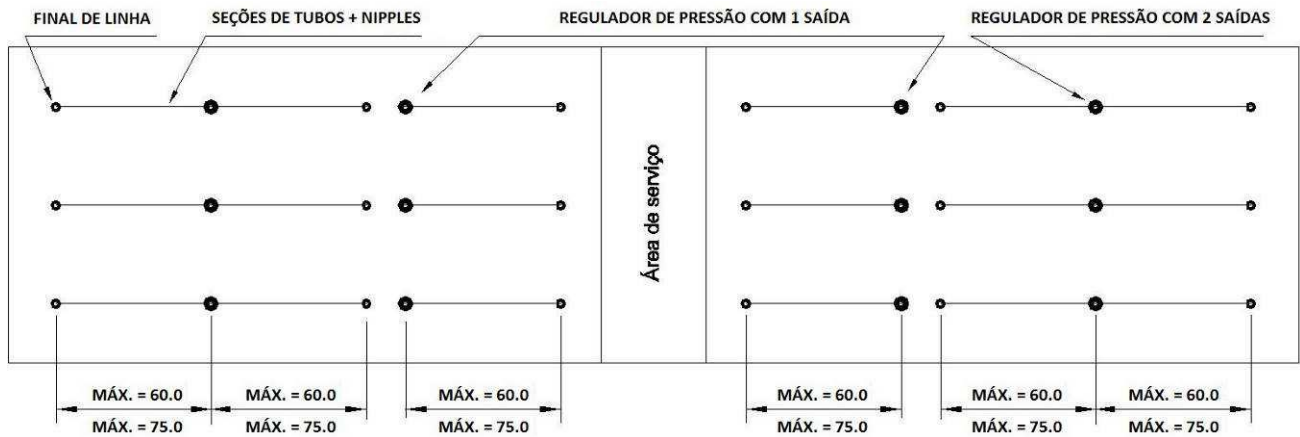 FINAL DE LINHA
SEÇÕES DE TUBOS + NIPPLES
REGULADOR DE PRESSÃO COM 1 SAÍDA
REGULADOR DE PRESSÃO COM 2 SAÍDAS
Área de serviço
MÁX. = 60.0
MÁX. = 60.0
MÁX. = 60.0
MÁX. = 60.0
MÁX. = 60.0
MÁX. = 60.0
MÁX. = 75.0
MÁX. = 75.0
MÁX. = 75.0
MÁX. = 75.0
MÁX. = 75.0
MÁX. = 75.0